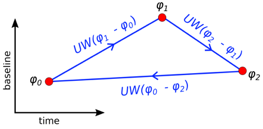 φ₁
UW(φ₁ - φ₀)
UW(φ₂ - φ₁)
baseline
φ₀
φ₂
UW(φ₀ - φ₂)
time